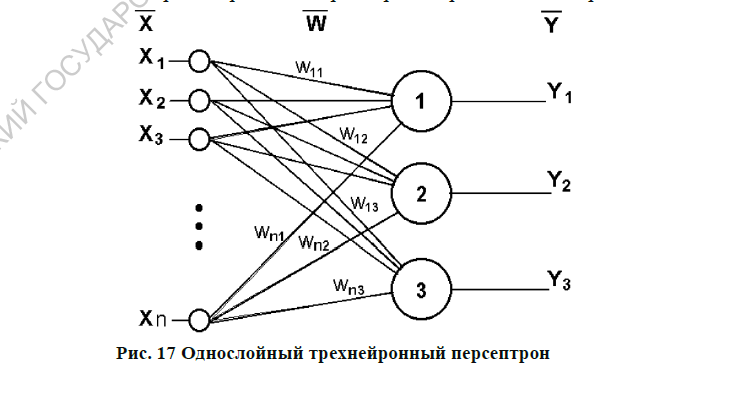 X W Y
X1
X2
X3
Xn
W11
W12
W13
Wn1
Wn2
Wn3
1
2
3
Y1
Y2
Y3
Рис. 17 Однослойный трехнейронный персептрон